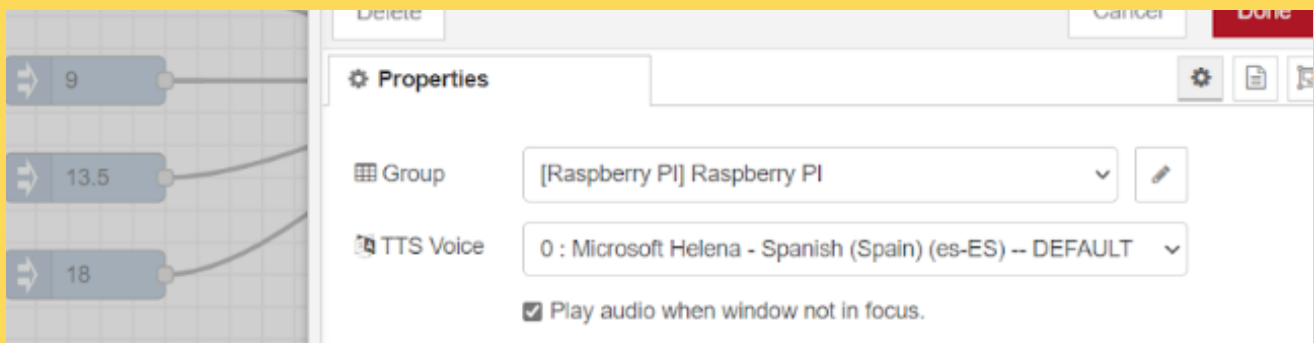 Delete
Cancel
Done
9
Properties
13.5
Group
[Raspberry PI] Raspberry PI
TTS Voice
0 : Microsoft Helena - Spanish (Spain) (es-ES) -- DEFAULT
18
Play audio when window not in focus.